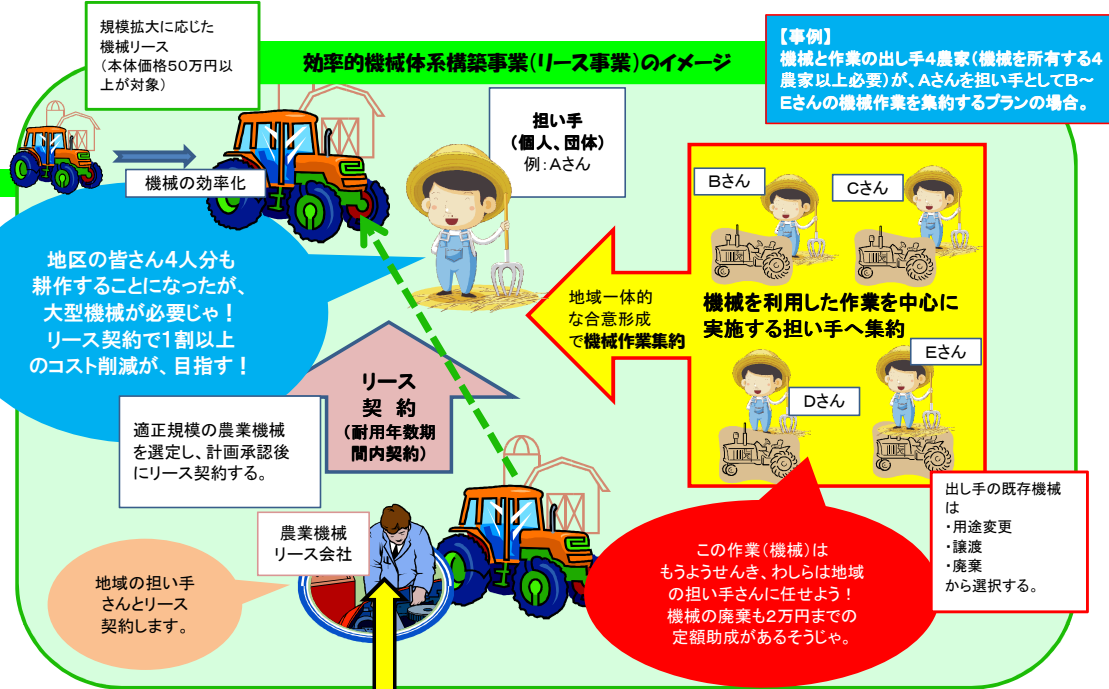 規模拡大に応じた
機械リース
(本体価格50万円以
上が対象)
効率的機械体系構築事業(リース事業)のイメージ
【事例】
機械と作業の出し手4農家(機械を所有する4
農家以上必要)が、Aさんを担い手としてB~
Eさんの機械作業を集約するプランの場合。
機械の効率化
担い手
(個人、団体)
例:Aさん
Bさん
Cさん
地区の皆さん4人分も
耕作することになったが、
大型機械が必要じゃ!
リース契約で1割以上
のコスト削減が、目指す!
地域一体的
な合意形成
で機械作業集約
機械を利用した作業を中心に
実施する担い手へ集約
Dさん
Eさん
リース
契 約
(耐用年数期
間内契約)
適正規模の農業機械
を選定し、計画承認後
にリース契約する。
農業機械
リース会社
地域の担い手
さんとリース
契約します。
この作業(機械)は
もうようせんき、わしらは地域
の担い手さんに任せよう!
機械の廃棄も2万円までの
定額助成があるそうじゃ。
出し手の既存機械
は
・用途変更
・譲渡
・廃棄
から選択する。